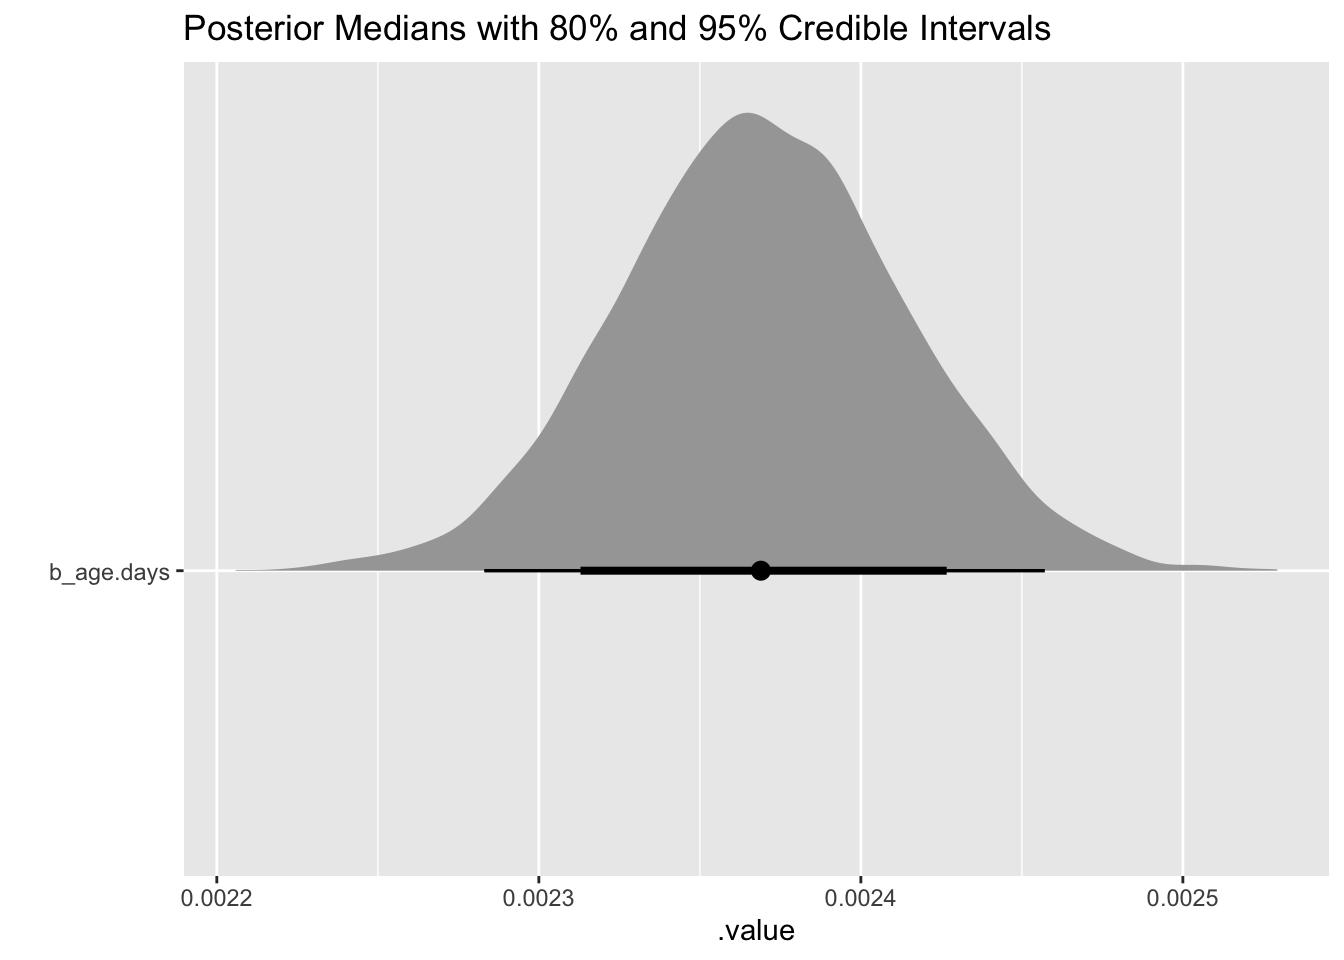 Posterior Medians with 80% and 95% Credible Intervals
b_age.days
0.0022 0.0023 0.0024 0.0025
.value